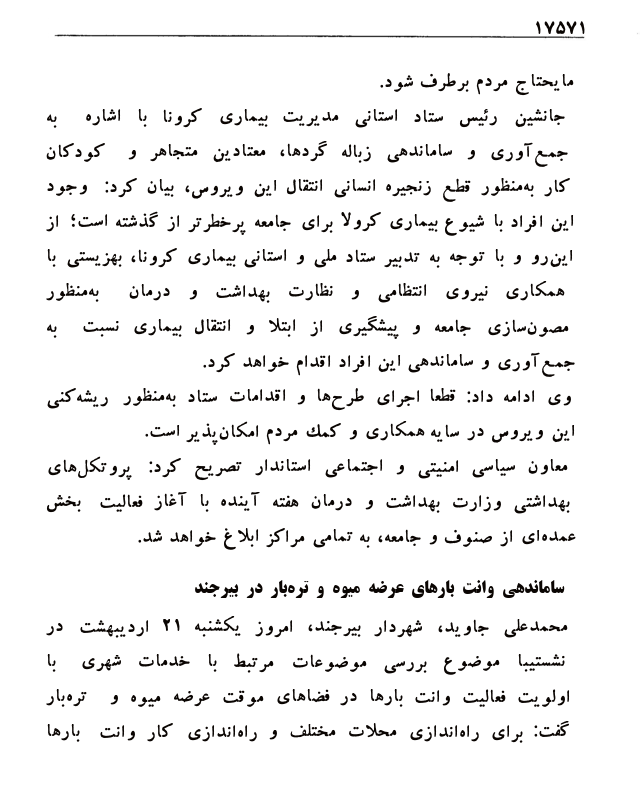 ۱۷۵۷۱
مایحتاج مردم برطرف شود.
جانشین رئیس ستاد استانی مدیریت بیماری کرونا با اشاره به
جمع‌آوری و ساماندهی زباله گردها، معتادین متجاهر و کودکان
کار به‌منظور قطع زنجیره انسانی انتقال این ویروس، بیان کرد: وجود
این افراد با شیوع بیماری کرولا برای جامعه پرخطرتر از گذشته است؛ از
این‌رو و با توجه به تدبیر ستاد ملی و استانی بیماری کرونا، بهزیستی با
همکاری نیروی انتظامی و نظارت بهداشت و درمان به‌منظور
مصون‌سازی جامعه و پیشگیری از ابتلا و انتقال بیماری نسبت به
جمع‌آوری و ساماندهی این افراد اقدام خواهد کرد.
وی ادامه داد: قطعا اجرای طرح‌ها و اقدامات ستاد به‌منظور ریشه‌کنی
این ویروس در سایه همکاری و کمك مردم امکان‌پذیر است.
معاون سیاسی امنیتی و اجتماعی استاندار تصریح کرد: پروتکل‌های
بهداشتی وزارت بهداشت و درمان هفته آینده با آغاز فعالیت بخش
عمده‌ای از صنوف و جامعه، به تمامی مراکز ابلاغ خواهد شد.
ساماندهی وانت بارهای عرضه میوه و تره‌بار در بیرجند
محمدعلی جاوید، شهردار بیرجند، امروز یکشنبه ۲۱ اردیبهشت در
نشستیبا موضوع بررسی موضوعات مرتبط با خدمات شهری با
اولویت فعالیت وانت بارها در فضاهای موقت عرضه میوه و تره‌بار
گفت: برای راه‌اندازی محلات مختلف و راه‌اندازی کار وانت بارها